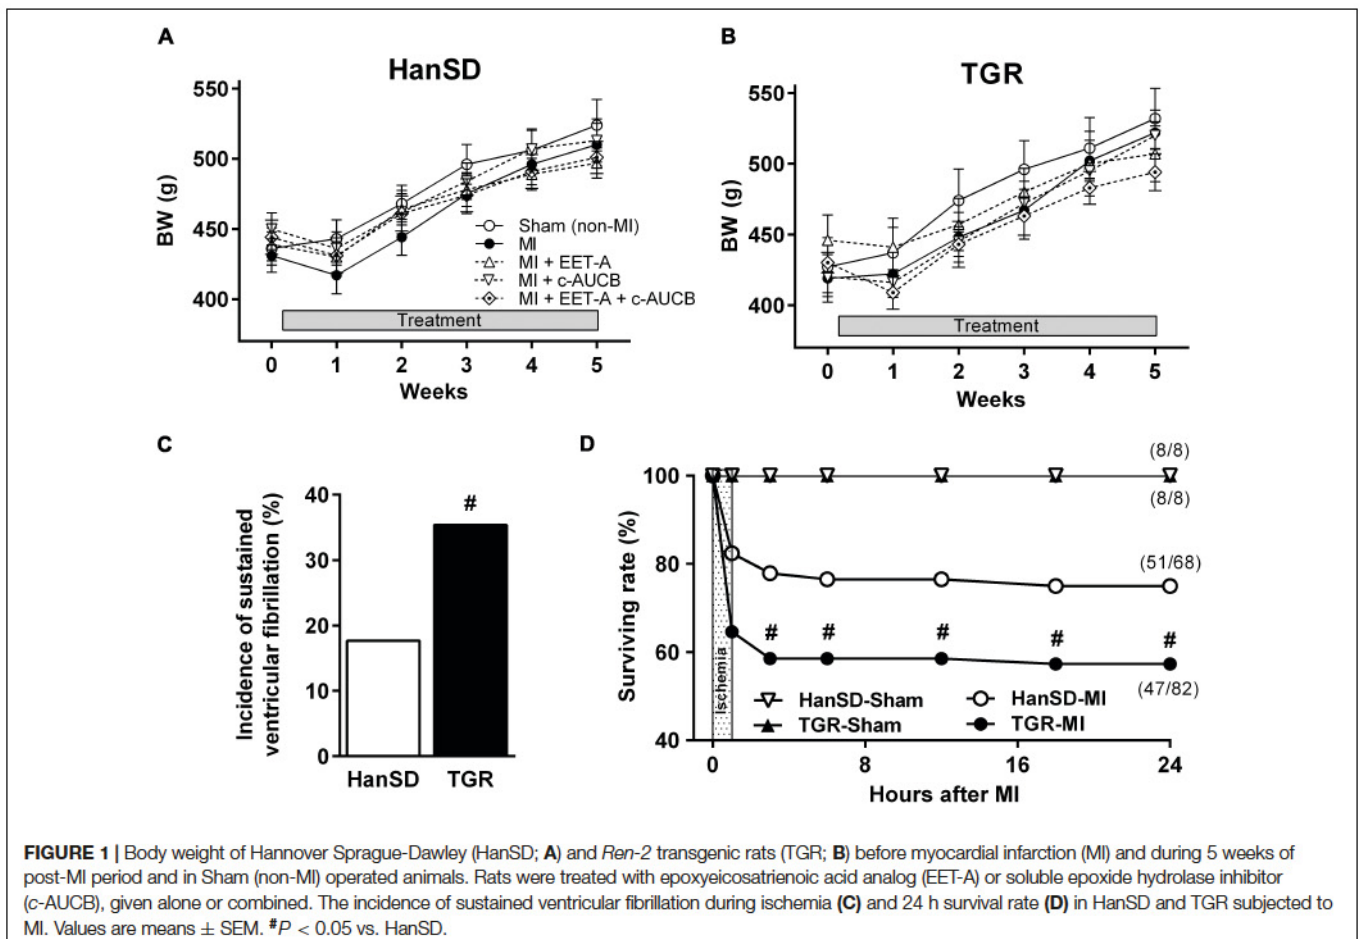 A
HanSD
BW (g)
550
500
450
400
Sham (non-MI)
MI
MI + EET-A
MI + c-AUCB
MI + EET-A + c-AUCB
Treatment
0 1 2 3 4 5
Weeks
B
TGR
BW (g)
550
500
450
400
Treatment
0 1 2 3 4 5
Weeks
C
Incidence of sustained
ventricular fibrillation (%)
40
30
20
10
0
#
HanSD TGR
D
Surviving rate (%)
100
80
60
40
(8/8)
(8/8)
(51/68)
# # # # #
(47/82)
Ischemia
HanSD-Sham HanSD-MI
TGR-Sham TGR-MI
0 8 16 24
Hours after MI
FIGURE 1 | Body weight of Hannover Sprague-Dawley (HanSD; A) and Ren-2 transgenic rats (TGR; B) before myocardial infarction (MI) and during 5 weeks of
post-MI period and in Sham (non-MI) operated animals. Rats were treated with epoxyeicosatrienoic acid analog (EET-A) or soluble epoxide hydrolase inhibitor
(c-AUCB), given alone or combined. The incidence of sustained ventricular fibrillation during ischemia (C) and 24 h survival rate (D) in HanSD and TGR subjected to
MI. Values are means ± SEM. #P < 0.05 vs. HanSD.